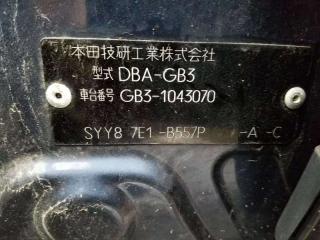 本田技研工業株式会社
型式 DBA-GB3
車台番号 GB3-1043070
SYY8 7E1 -B557P -A -C